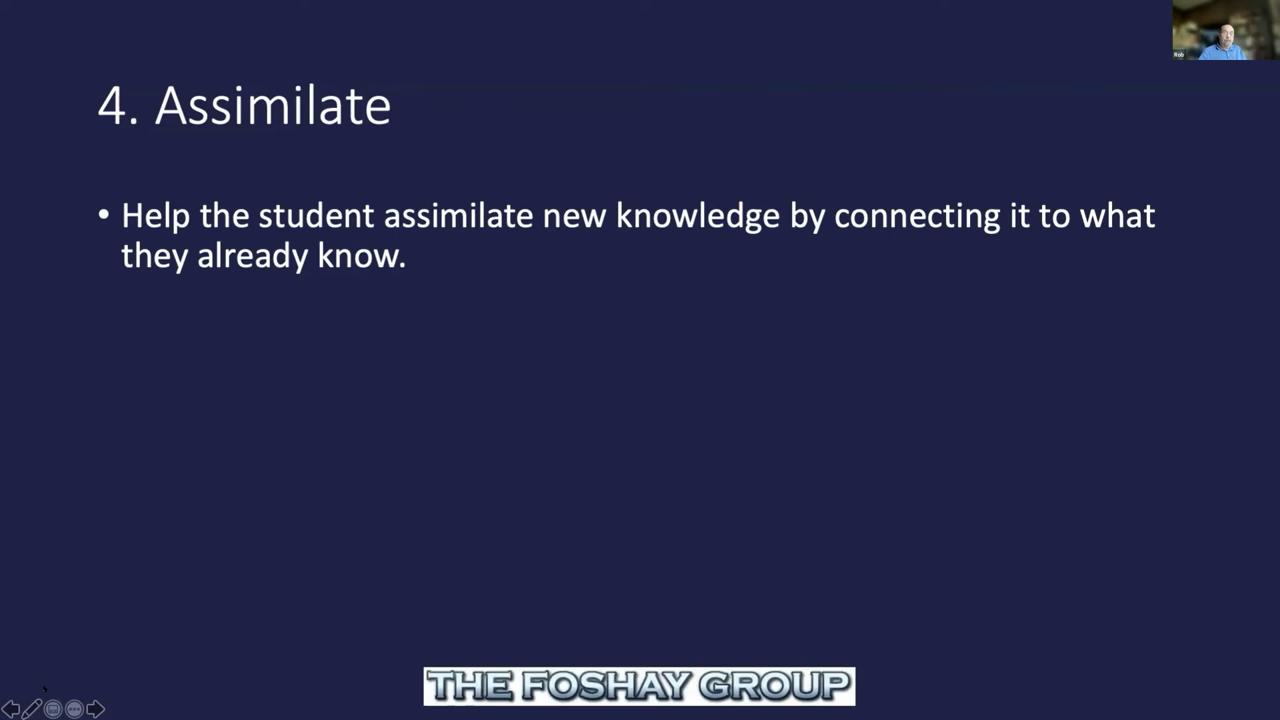 Rob
4. Assimilate
• Help the student assimilate new knowledge by connecting it to what
they already know.
THE FOSHAY GROUP